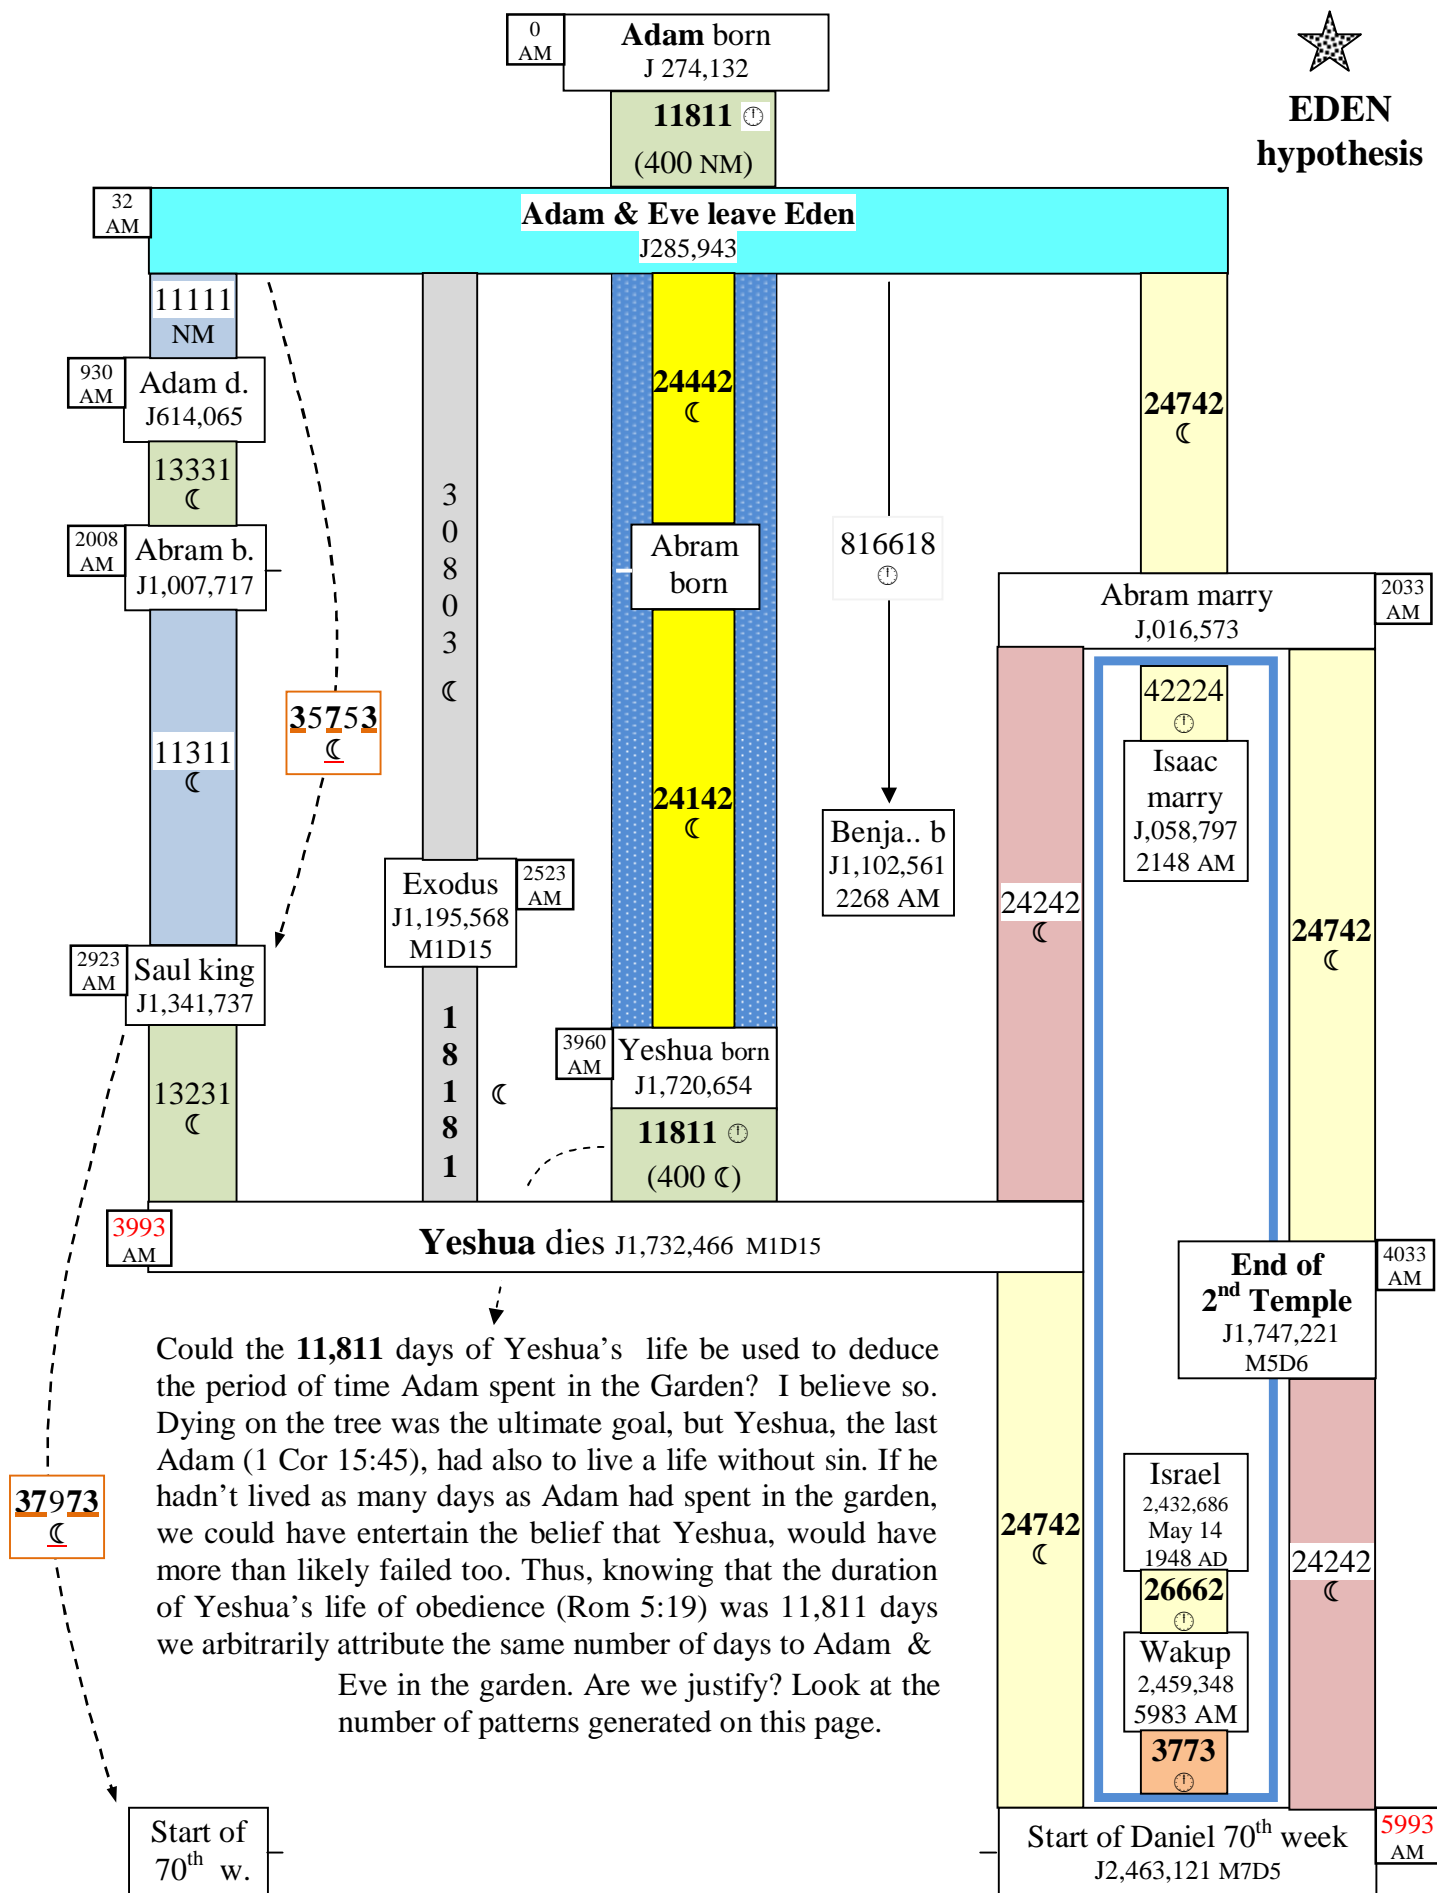 0
AM
Adam born
J 274,132
EDEN
hypothesis
11811 🕛
(400 NM)
32
AM
Adam & Eve leave Eden
J285,943
11111
NM
930
AM
Adam d.
J614,065
13331
☾
2008
AM
Abram b.
J1,007,717
11311
☾
35753
☾
2923
AM
Saul king
J1,341,737
13231
☾
30803 ☾
Exodus
J1,195,568
M1D15
2523
AM
18181 ☾
24442
☾
Abram
born
24142
☾
3960
AM
Yeshua born
J1,720,654
11811 🕛
(400 ☾)
816618
🕛
Benja.. b
J1,102,561
2268 AM
24742
☾
Abram marry
J,016,573
2033
AM
42224
🕛
Isaac
marry
J,058,797
2148 AM
24242
☾
24742
☾
3993
AM
Yeshua dies J1,732,466 M1D15
End of
2nd Temple
J1,747,221
M5D6
4033
AM
Could the 11,811 days of Yeshua's life be used to deduce
the period of time Adam spent in the Garden? I believe so.
Dying on the tree was the ultimate goal, but Yeshua, the last
Adam (1 Cor 15:45), had also to live a life without sin. If he
hadn't lived as many days as Adam had spent in the garden,
we could have entertain the belief that Yeshua, would have
more than likely failed too. Thus, knowing that the duration
of Yeshua's life of obedience (Rom 5:19) was 11,811 days
we arbitrarily attribute the same number of days to Adam &
Eve in the garden. Are we justify? Look at the
number of patterns generated on this page.
37973
☾
24742
☾
Israel
2,432,686
May 14
1948 AD
26662
🕛
Wakup
2,459,348
5983 AM
3773
🕛
24242
☾
Start of
70th w.
Start of Daniel 70th week
J2,463,121 M7D5
5993
AM